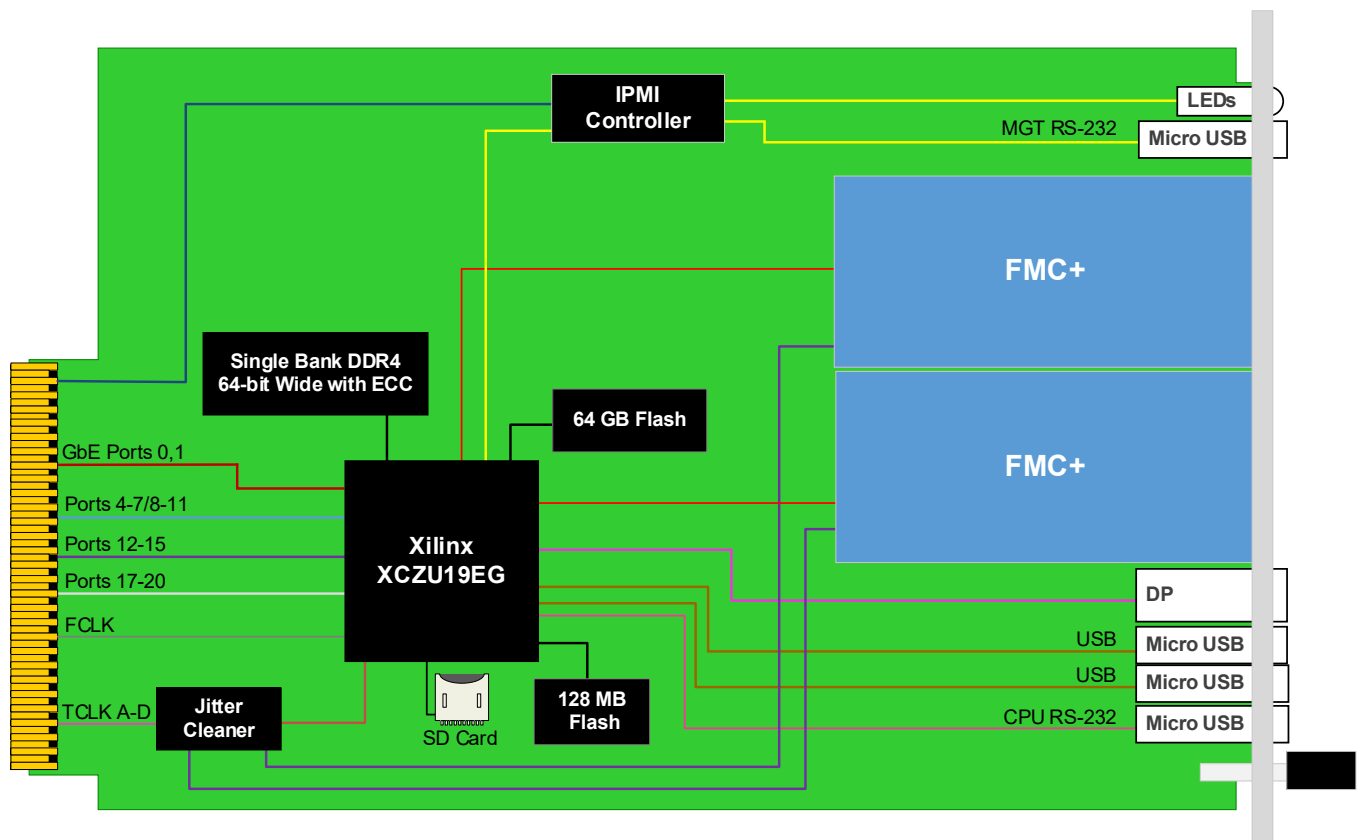 IPMI
Controller
LEDs
MGT RS-232
Micro USB
FMC+
Single Bank DDR4
64-bit Wide with ECC
64 GB Flash
GbE Ports 0,1
FMC+
Ports 4-7/8-11
Ports 12-15
Xilinx
XCZU19EG
Ports 17-20
DP
FCLK
USB
Micro USB
USB
Micro USB
TCLK A-D
Jitter
Cleaner
SD Card
128 MB
Flash
CPU RS-232
Micro USB